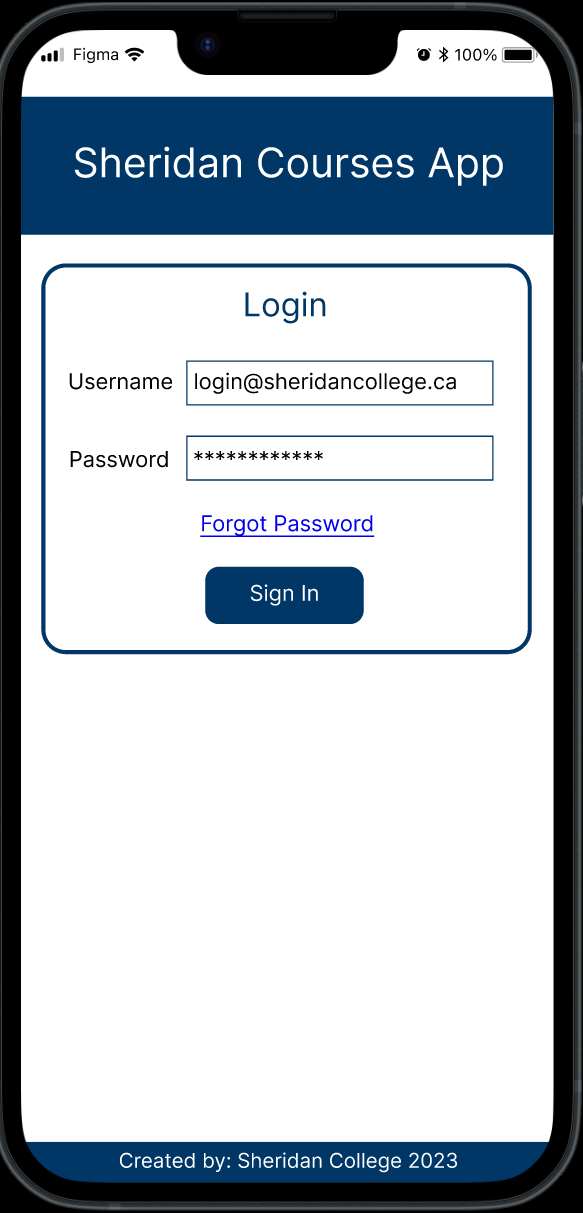 Figma 100%
Sheridan Courses App
Login
Username login@sheridancollege.ca
Password ************
Forgot Password
Sign In
Created by: Sheridan College 2023